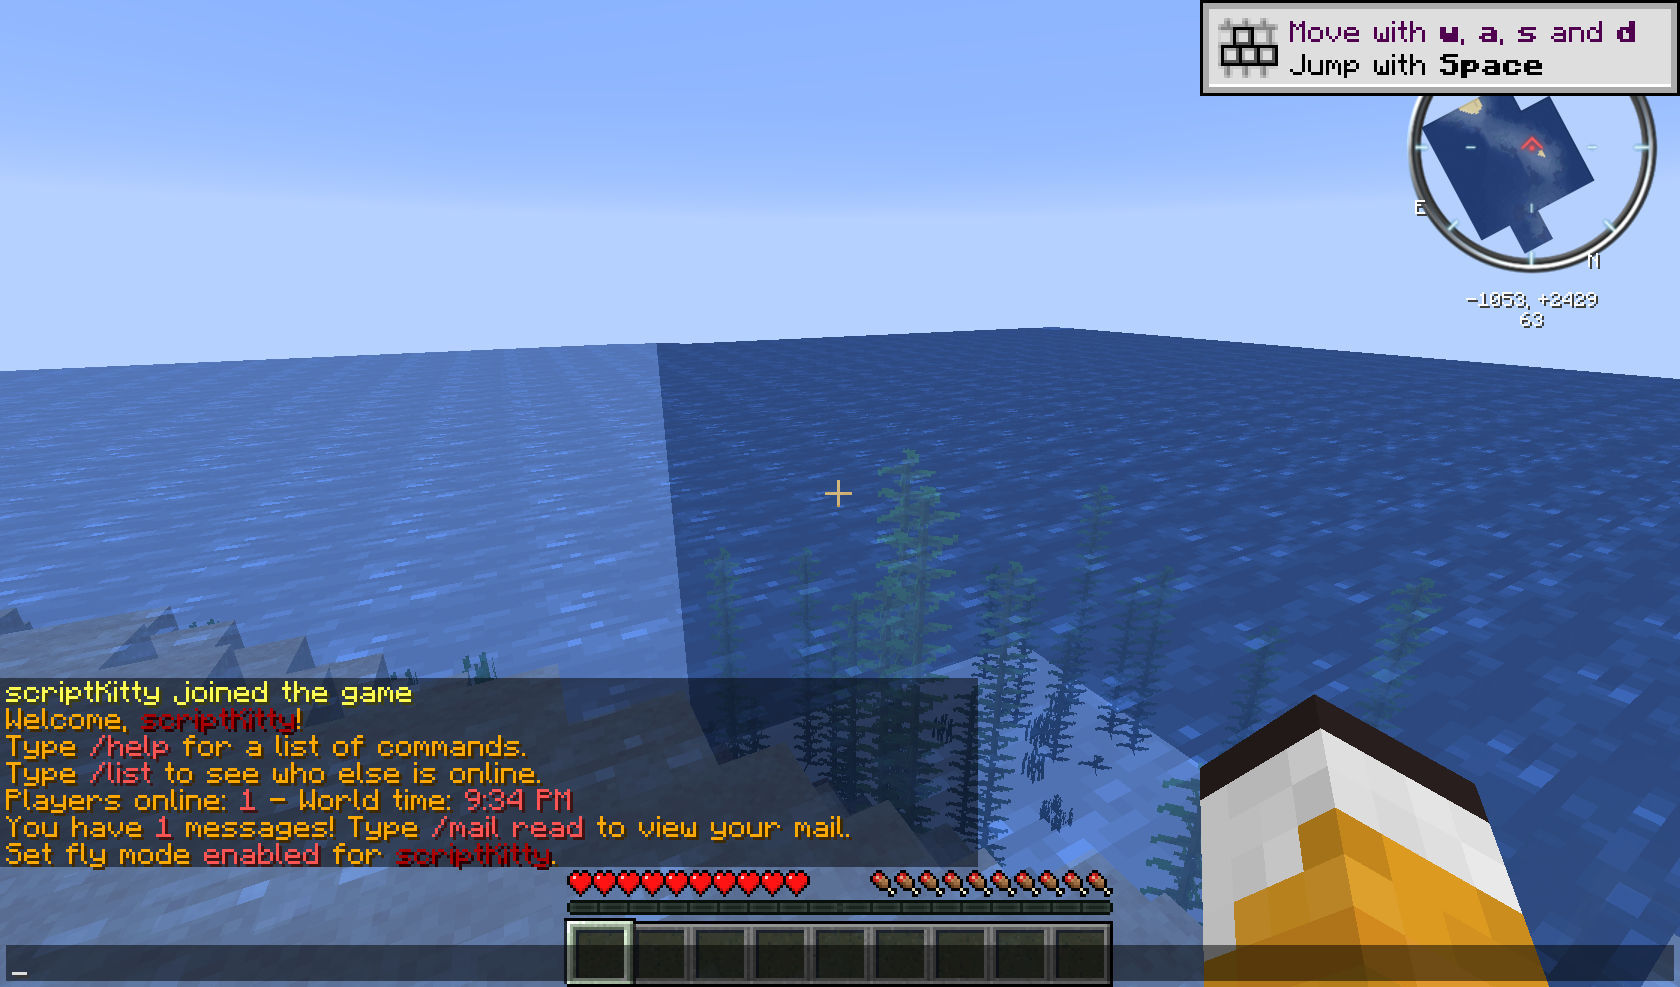 Move with w, a, s and d
Jump with Space
E
N
-1053, +2429
63
scriptKitty joined the game
Welcome, scriptKitty!
Type /help for a list of commands.
Type /list to see who else is online.
Players online: 1 - World time: 9:34 PM
You have 1 messages! Type /mail read to view your mail.
Set fly mode enabled for scriptKitty.
_